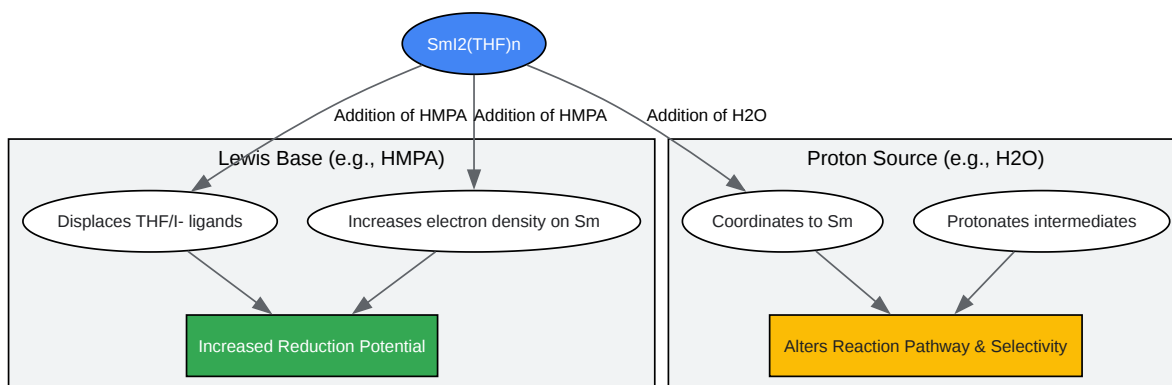 SmI2(THF)n
Addition of HMPA
Addition of HMPA
Addition of H2O
Lewis Base (e.g., HMPA)
Proton Source (e.g., H2O)
Displaces THF/I- ligands
Increases electron density on Sm
Coordinates to Sm
Protonates intermediates
Increased Reduction Potential
Alters Reaction Pathway & Selectivity